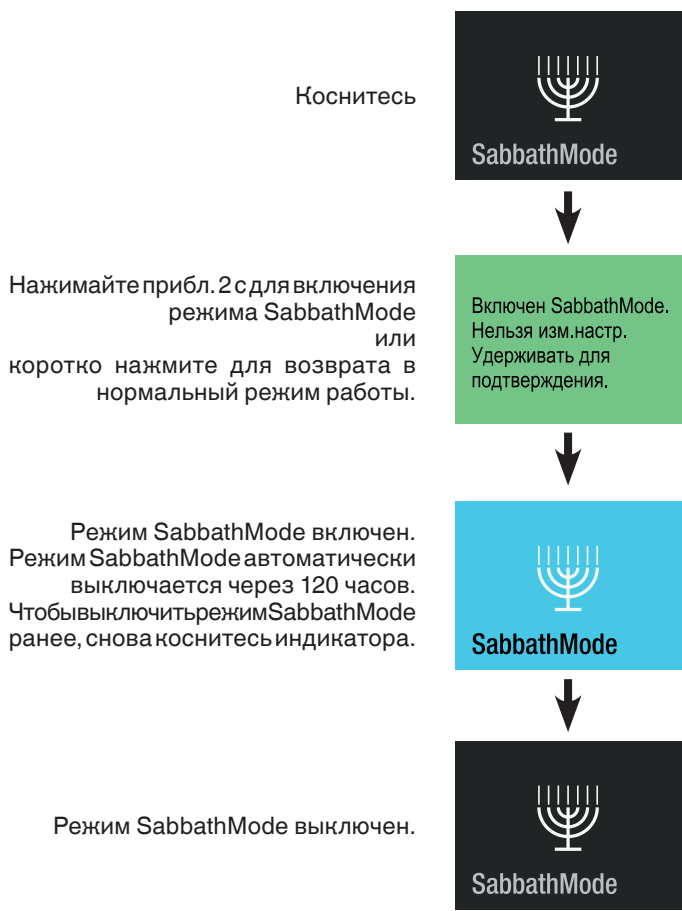 Коснитесь
SabbathMode
Нажимайте прибл. 2 с для включения
режима SabbathMode
или
коротко нажмите для возврата в
нормальный режим работы.
Включен SabbathMode.
Нельзя изм.настр.
Удерживать для
подтверждения.
Режим SabbathMode включен.
Режим SabbathMode автоматически
выключается через 120 часов.
Чтобы выключить режим SabbathMode
ранее, снова коснитесь индикатора.
SabbathMode
Режим SabbathMode выключен.
SabbathMode